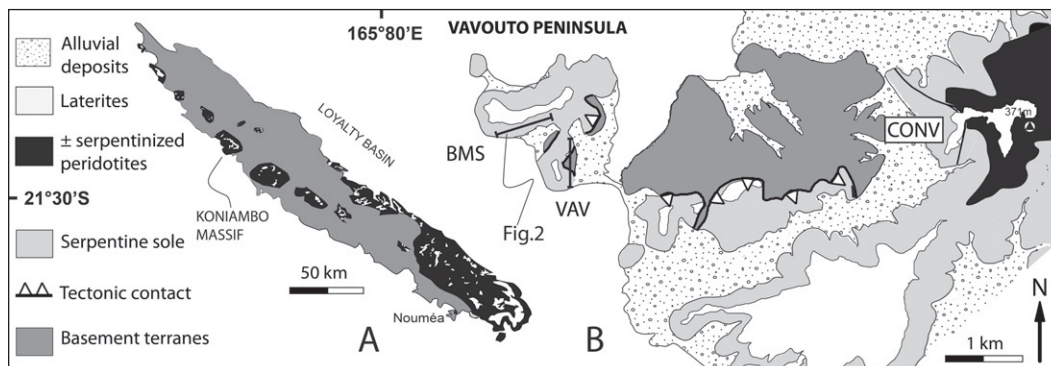 165°80’E
VAVOUTO PENINSULA
Alluvial
deposits
Laterites
± serpentinized
peridotites
21°30’S
Serpentine sole
Tectonic contact
Basement terranes
LOYALTY BASIN
KONIAMBO
MASSIF
50 km
Nouméa
A
BMS
VAV
Fig.2
B
CONV
371m
N
1 km